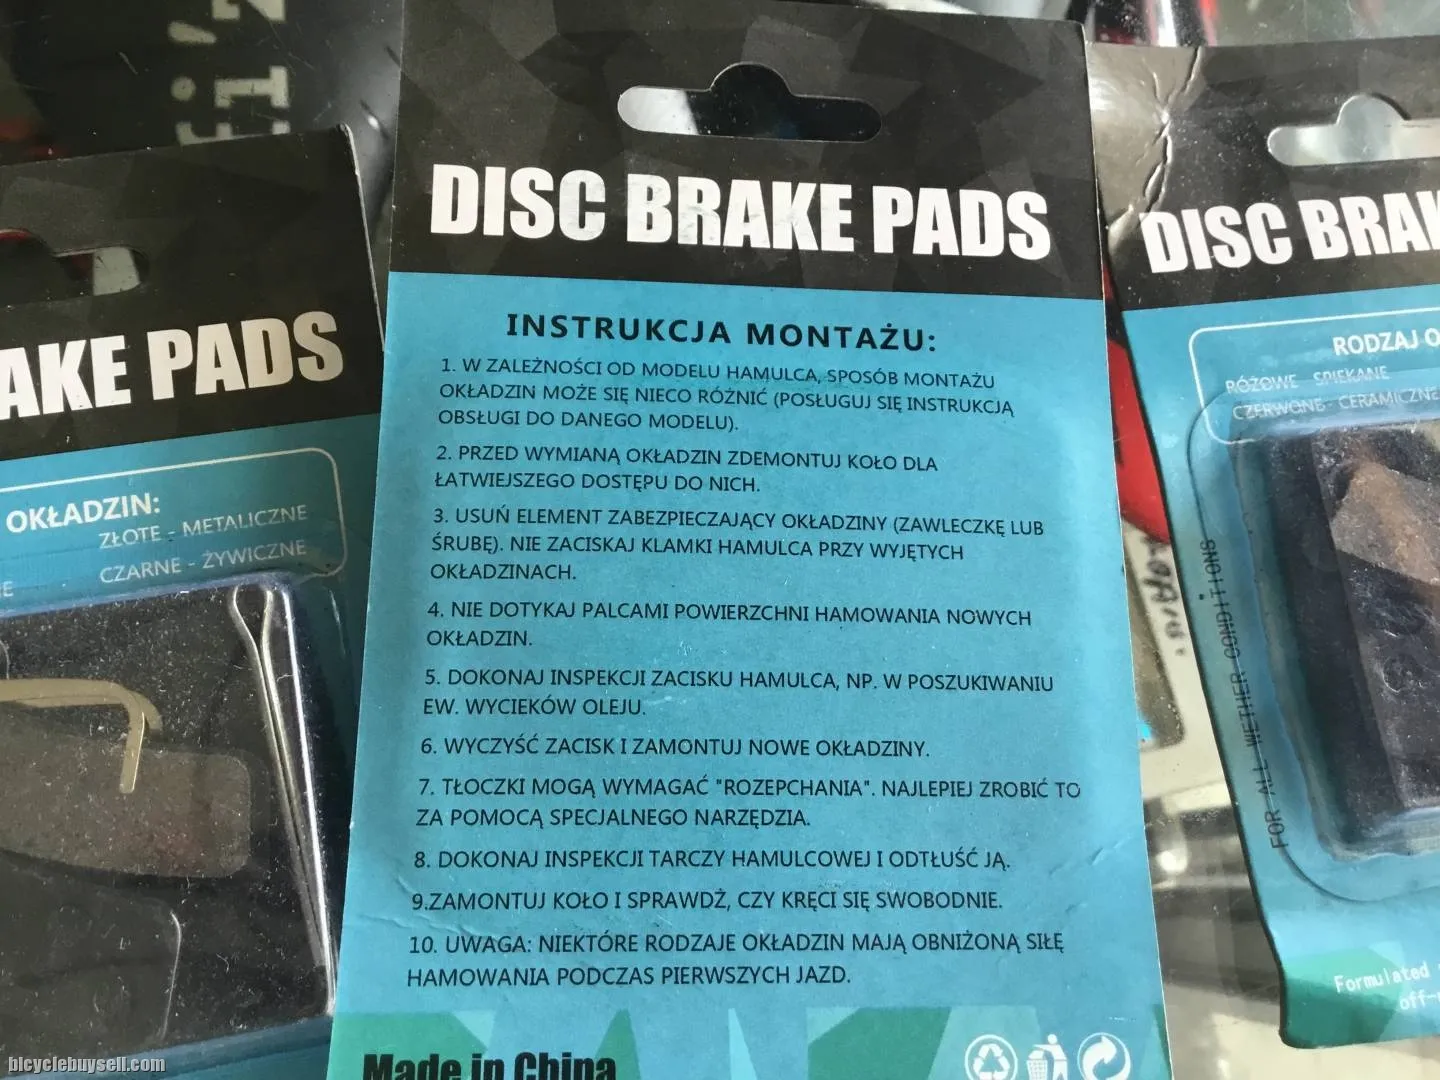 DISC BRAKE PADS
INSTRUKCJA MONTAŻU:
1. W ZALEŻNOŚCI OD MODELU HAMULCA, SPOSÓB MONTAŻU
OKŁADZIN MOŻE SIĘ NIECO RÓŻNIĆ (POSŁUGUJ SIĘ INSTRUKCJĄ
OBSŁUGI DO DANEGO MODELU).
2. PRZED WYMIANĄ OKŁADZIN ZDEMONTUJ KOŁO DLA
ŁATWIEJSZEGO DOSTĘPU DO NICH.
3. USUŃ ELEMENT ZABEZPIECZAJĄCY OKŁADZINY (ZAWLECZKĘ LUB
ŚRUBĘ). NIE ZACISKAJ KLAMKI HAMULCA PRZY WYJĘTYCH
OKŁADZINACH.
4. NIE DOTYKAJ PALCAMI POWIERZCHNI HAMOWANIA NOWYCH
OKŁADZIN.
5. DOKONAJ INSPEKCJI ZACISKU HAMULCA, NP. W POSZUKIWANIU
EW. WYCIEKÓW OLEJU.
6. WYCZYŚĆ ZACISK I ZAMONTUJ NOWE OKŁADZINY.
7. TŁOCZKI MOGĄ WYMAGAĆ "ROZEPCHANIA". NAJLEPIEJ ZROBIĆ TO
ZA POMOCĄ SPECJALNEGO NARZĘDZIA.
8. DOKONAJ INSPEKCJI TARCZY HAMULCOWEJ I ODTŁUŚĆ JĄ.
9.ZAMONTUJ KOŁO I SPRAWDŹ, CZY KRĘCI SIĘ SWOBODNIE.
10. UWAGA: NIEKTÓRE RODZAJE OKŁADZIN MAJĄ OBNIŻONĄ SIŁĘ
HAMOWANIA PODCZAS PIERWSZYCH JAZD.
Made in China
AKE PADS
OKŁADZIN:
ZŁOTE - METALICZNE
CZARNE - ŻYWICZNE
DISC BRAK
RODZAJ O
RÓŻOWE - SPIEKANE
CZERWONE- CERAMICZNE
FOR ALL WETHER CONDITIONS
Formulated
off-
bicyclebuysell.com